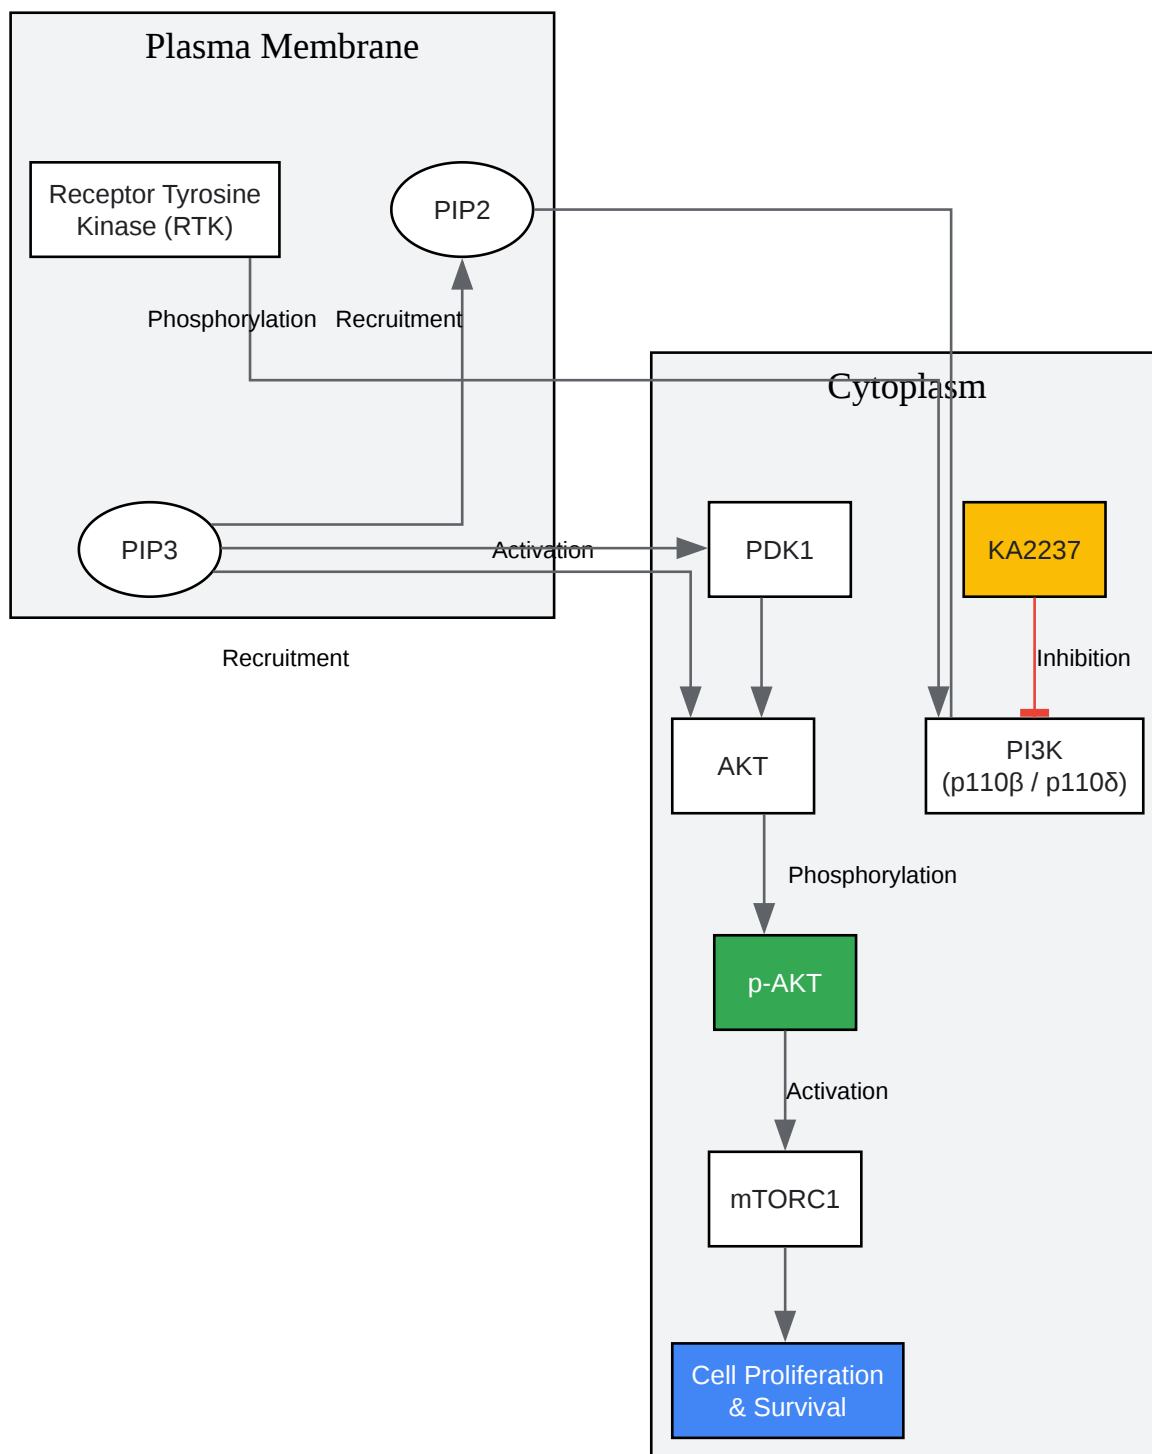 Plasma Membrane
Receptor Tyrosine
Kinase (RTK)
PIP2
Phosphorylation
Recruitment
Cytoplasm
PIP3
Activation
PDK1
KA2237
Recruitment
Inhibition
AKT
PI3K
(p110β / p110δ)
Phosphorylation
p-AKT
Activation
mTORC1
Cell Proliferation
& Survival